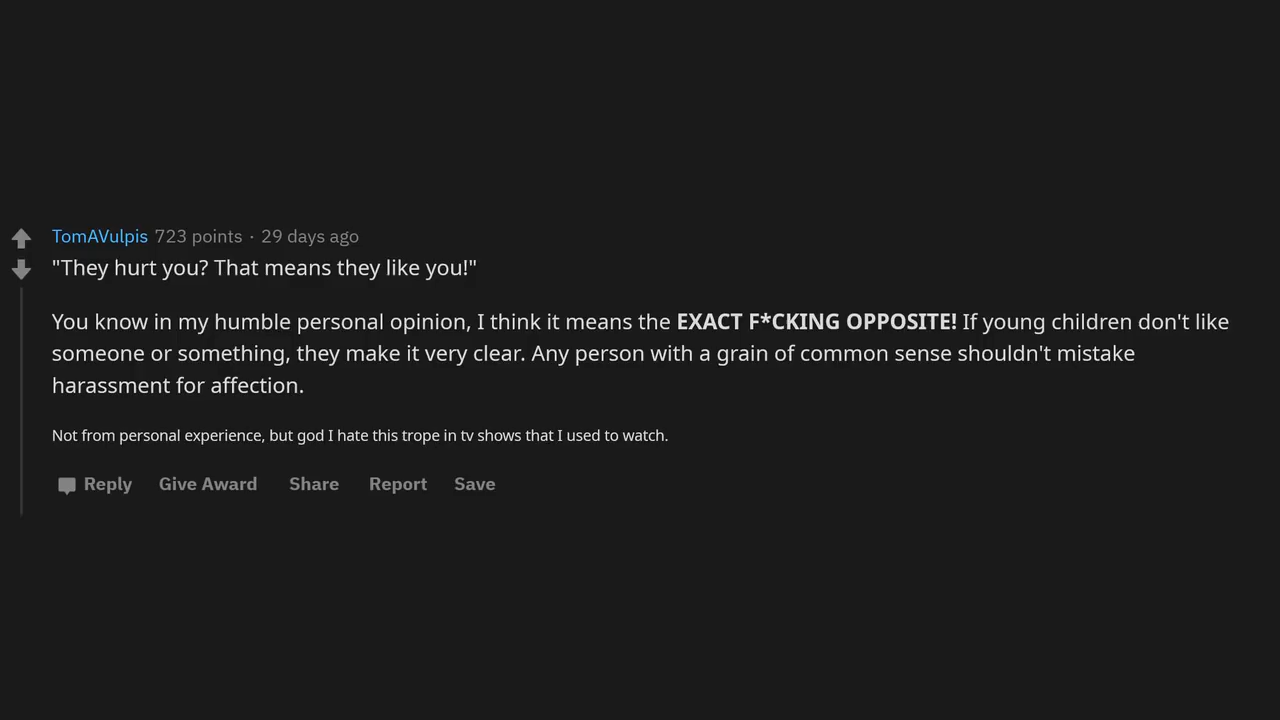 TomAVulpis 723 points · 29 days ago
"They hurt you? That means they like you!"
You know in my humble personal opinion, I think it means the EXACT F*CKING OPPOSITE! If young children don't like
someone or something, they make it very clear. Any person with a grain of common sense shouldn't mistake
harassment for affection.
Not from personal experience, but god I hate this trope in tv shows that I used to watch.
Reply Give Award Share Report Save